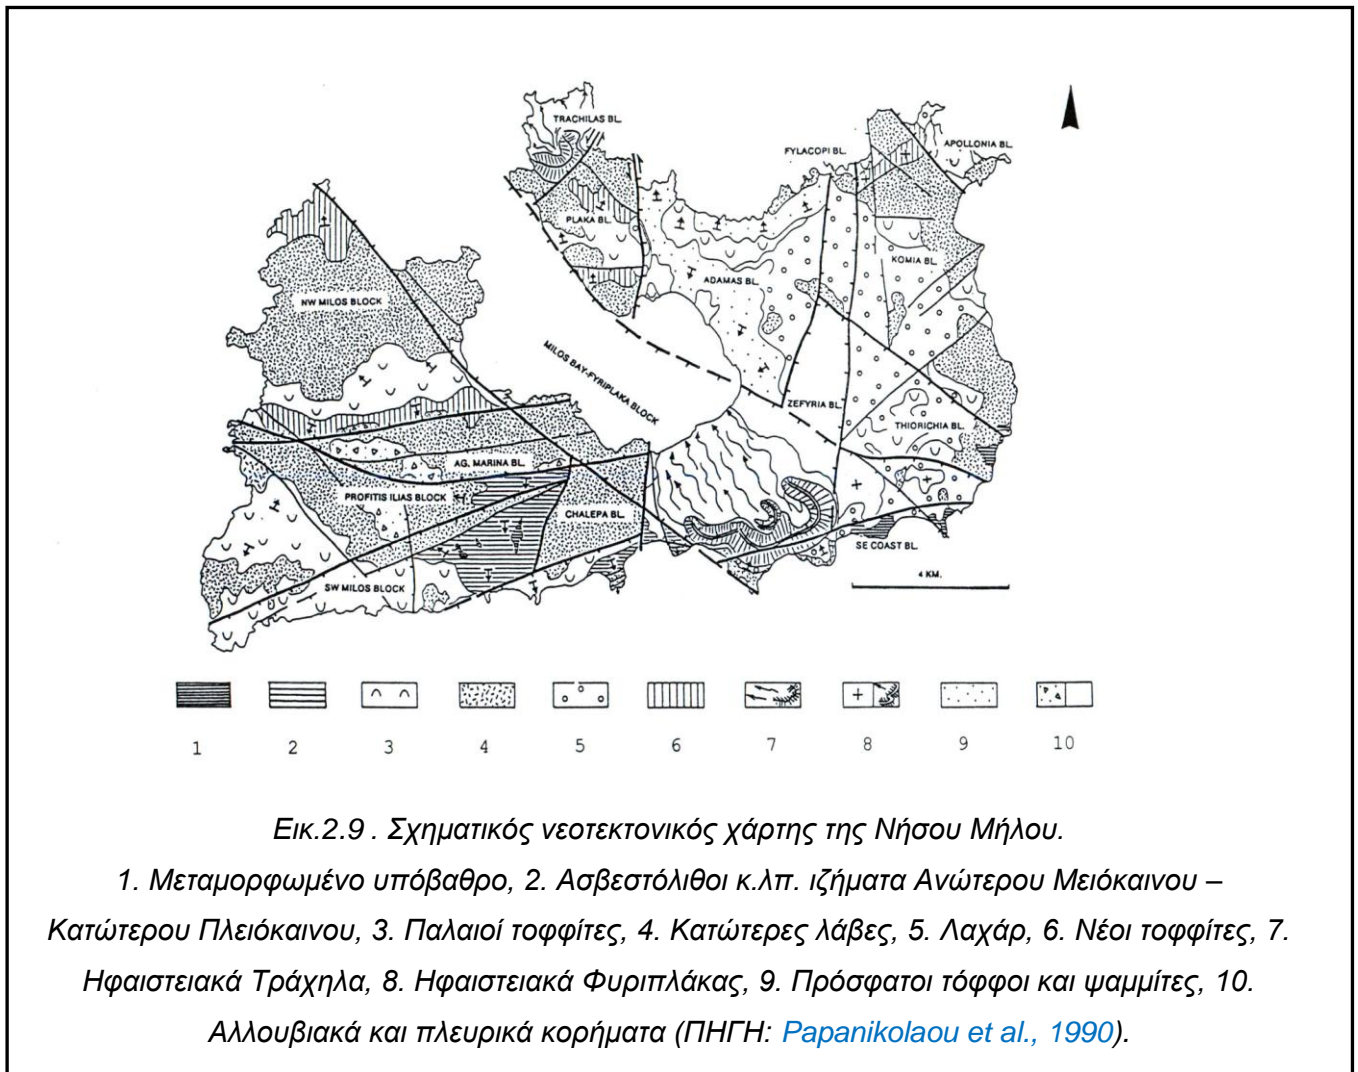 TRACHILAS BL.
FYLACOPI BL.
APOLLONIA BL.
PLAKA BL.
KOMIA BL.
ADAMAS BL.
NW MILOS BLOCK
MILOS BAY-FYRIPLAKA BLOCK
ZEFYRIA BL.
THIORICHIA BL.
AG. MARINA BL.
PROFITIS ILIAS BLOCK
CHALEPA BL.
SE COAST BL.
4 KM.
SW MILOS BLOCK
1 2 3 4 5 6 7 8 9 10
Εικ.2.9 . Σχηματικός νεοτεκτονικός χάρτης της Νήσου Μήλου.
1. Μεταμορφωμένο υπόβαθρο, 2. Ασβεστόλιθοι κ.λπ. ιζήματα Ανώτερου Μειόκαινου –
Κατώτερου Πλειόκαινου, 3. Παλαιοί τοφφίτες, 4. Κατώτερες λάβες, 5. Λαχάρ, 6. Νέοι τοφφίτες, 7.
Ηφαιστειακά Τράχηλα, 8. Ηφαιστειακά Φυριπλάκας, 9. Πρόσφατοι τόφφοι και ψαμμίτες, 10.
Αλλουβιακά και πλευρικά κορήματα (ΠΗΓΗ: Papanikolaou et al., 1990).